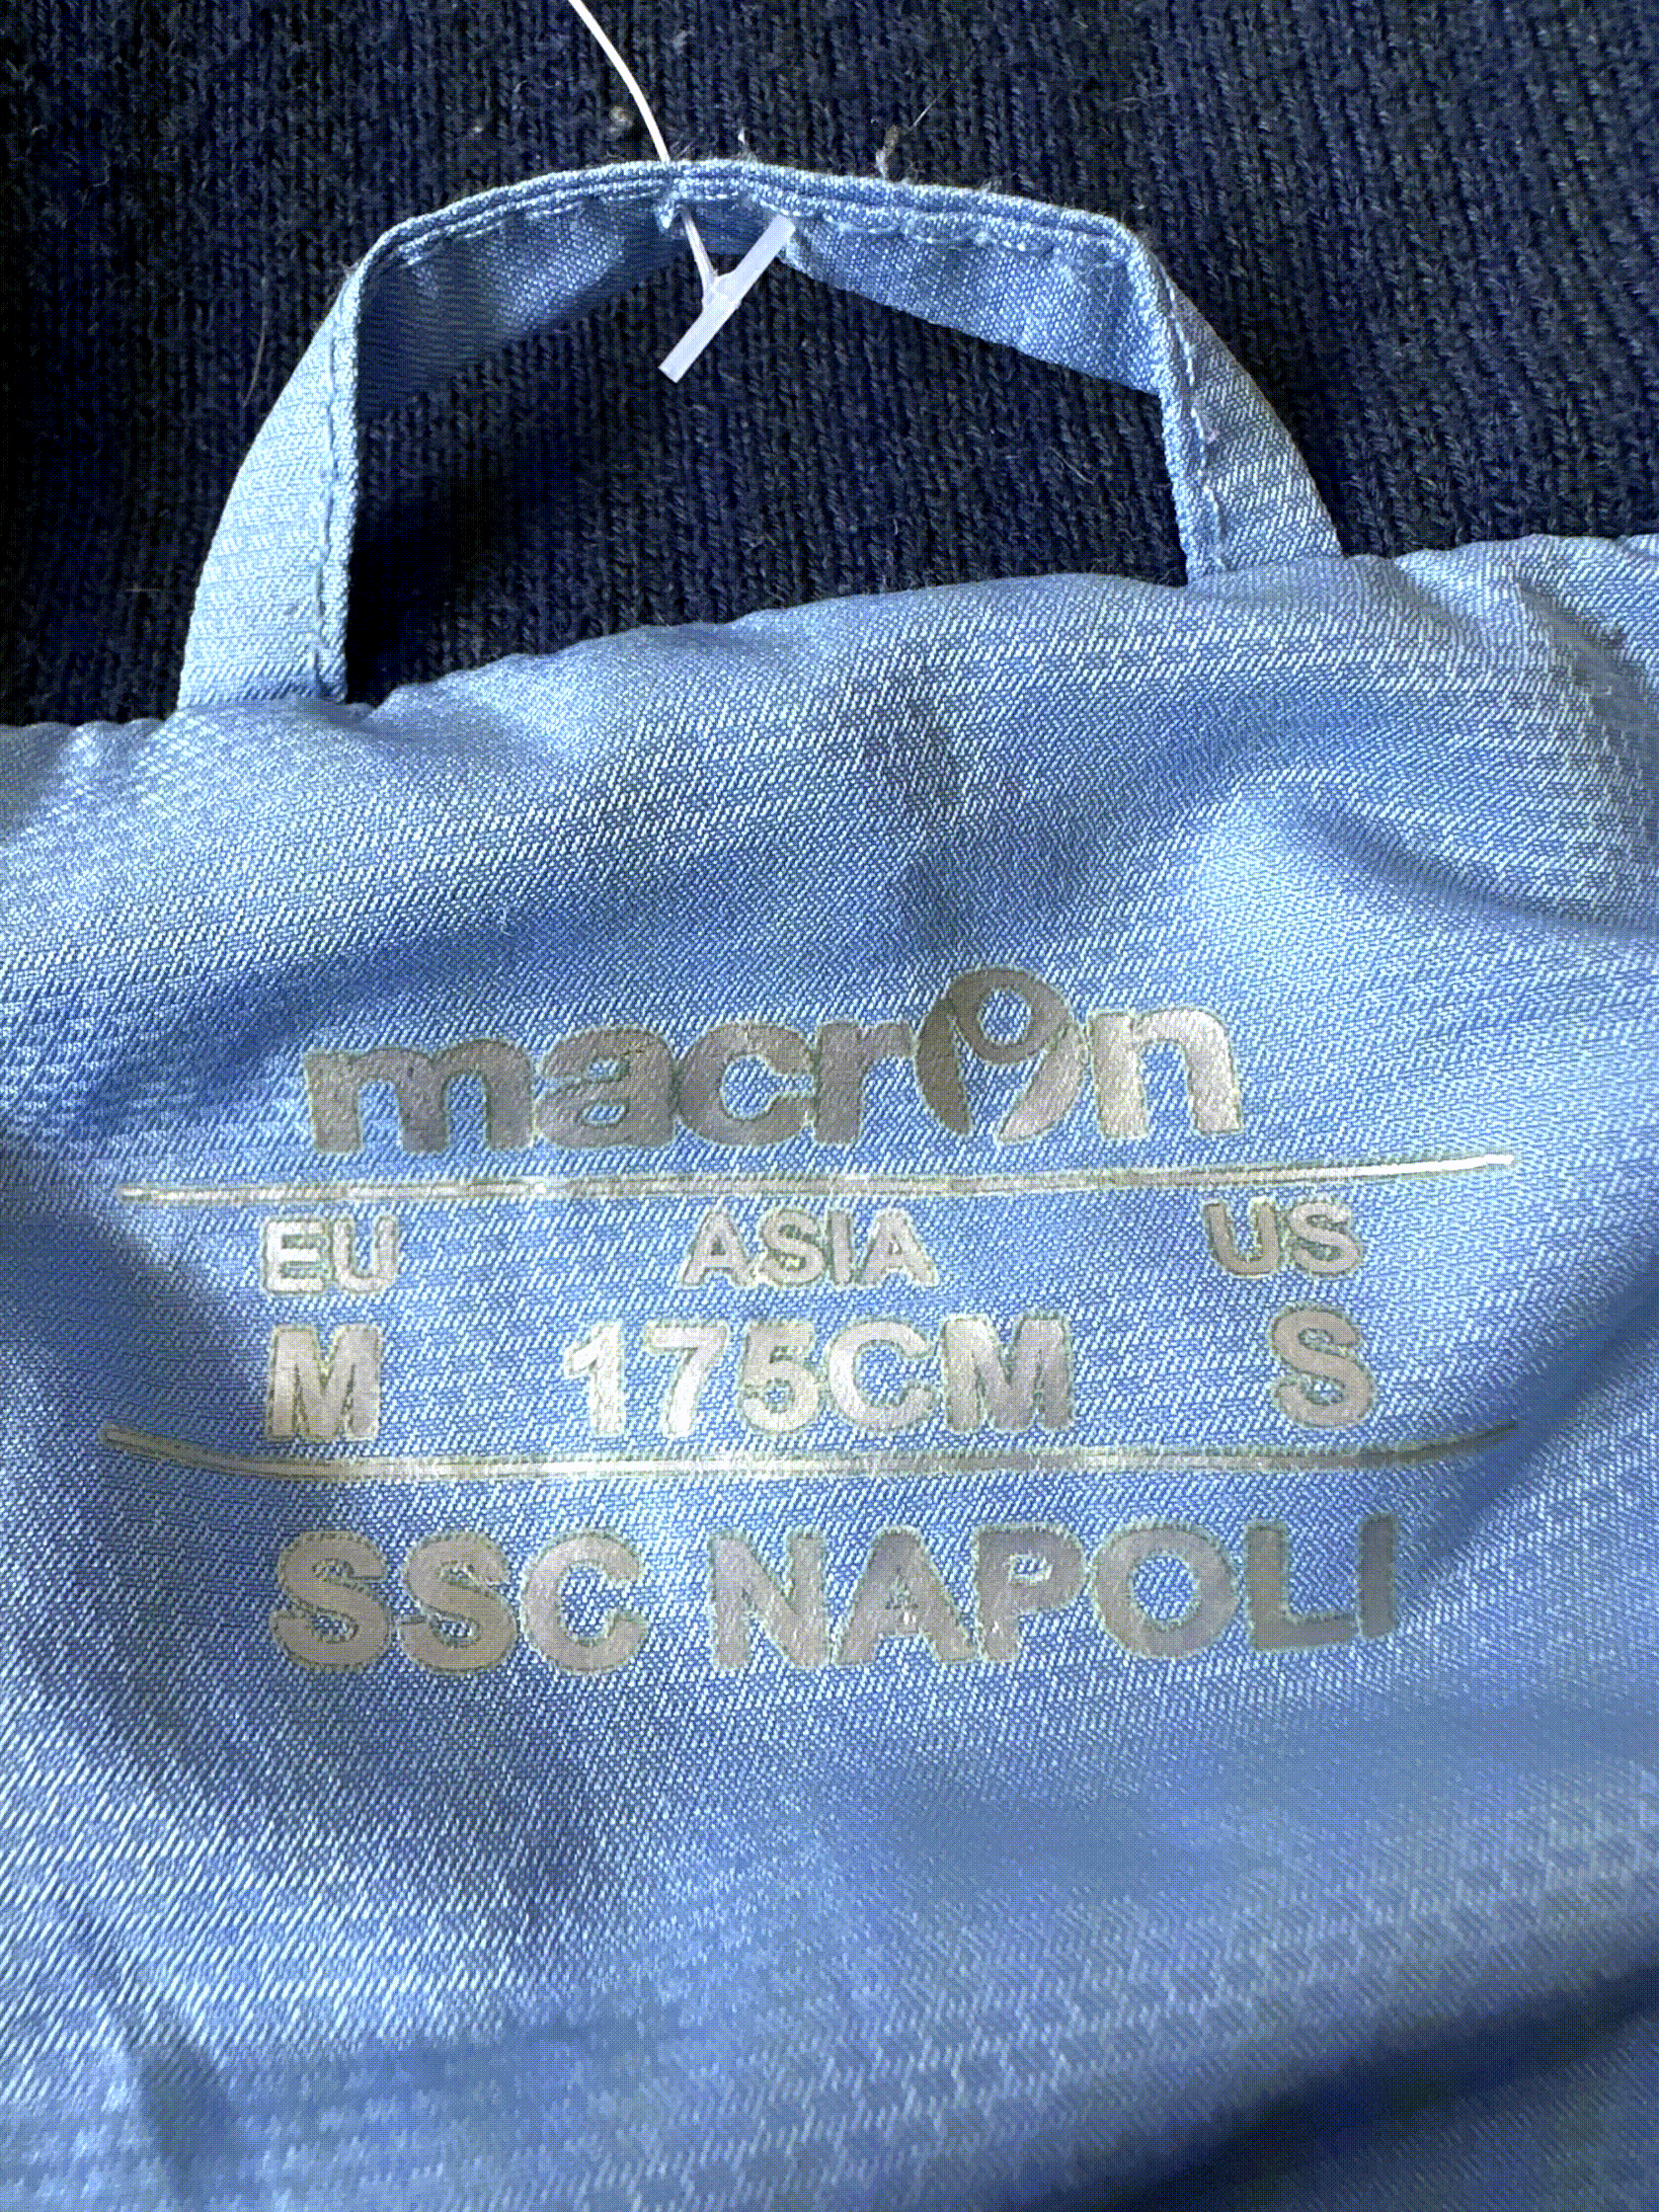 macron
EU ASIA US
M 175CM S
SSC NAPOLI